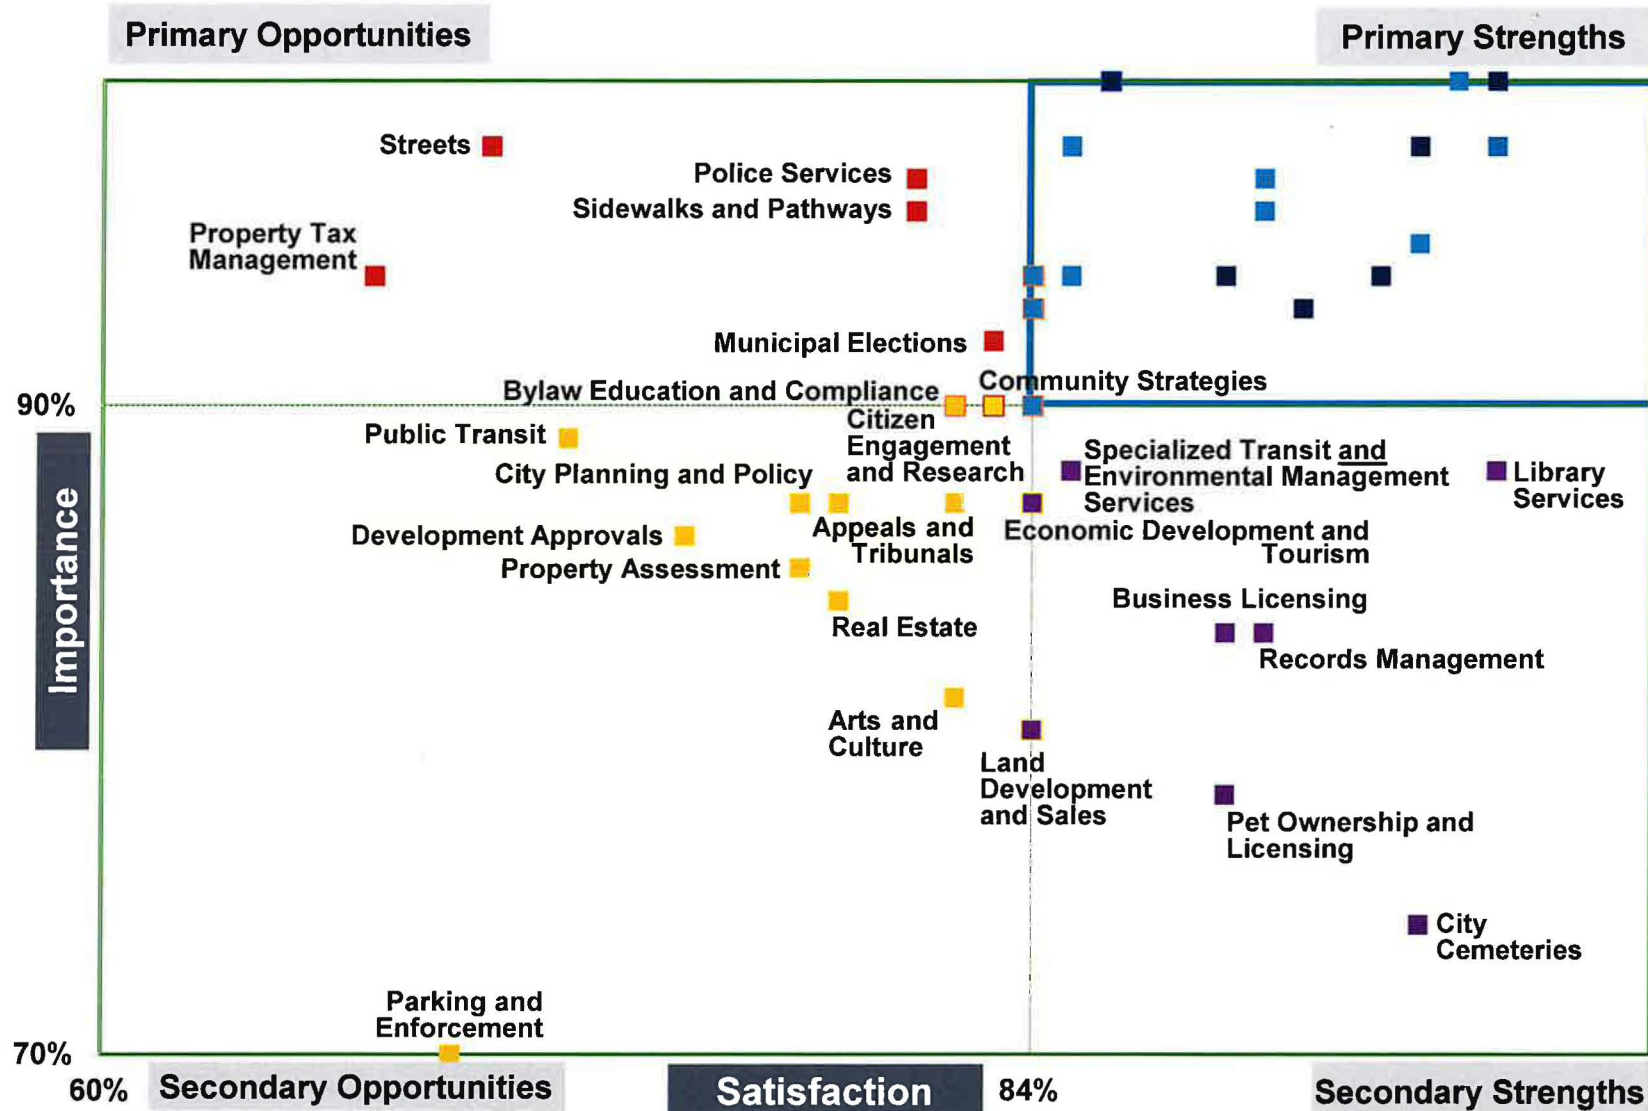 Primary Opportunities
Primary Strengths
Streets
Police Services
Sidewalks and Pathways
Property Tax
Management
Municipal Elections
Community Strategies
Bylaw Education and Compliance
90%
Citizen
Engagement
and Research
Public Transit
City Planning and Policy
Specialized Transit and
Environmental Management
Services
Library
Services
Appeals and
Tribunals
Economic Development and
Tourism
Development Approvals
Property Assessment
Business Licensing
Real Estate
Records Management
Importance
Arts and
Culture
Land
Development
and Sales
Pet Ownership and
Licensing
City
Cemeteries
Parking and
Enforcement
70%
60%
Secondary Opportunities
Satisfaction
84%
Secondary Strengths